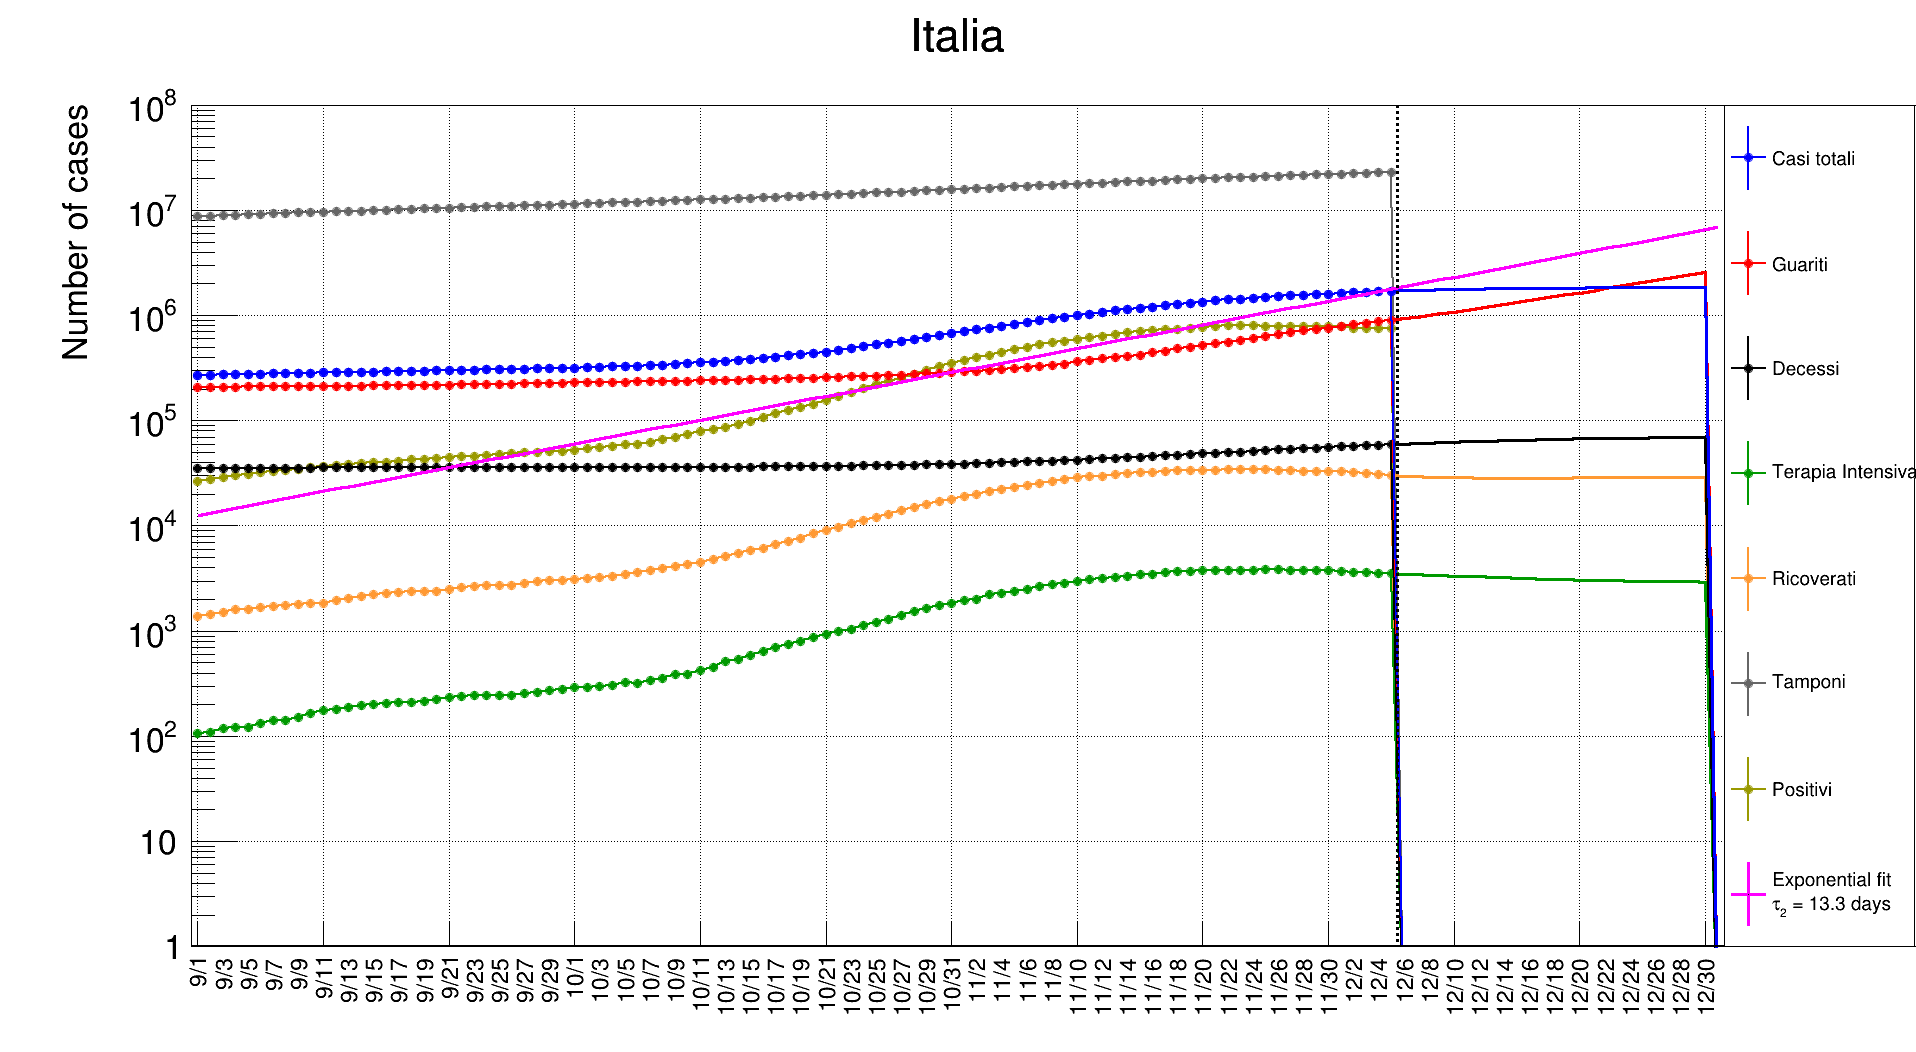 Italia
Number of cases
10^8
10^7
10^6
10^5
10^4
10^3
10^2
10
1
9/1 9/3 9/5 9/7 9/9 9/11 9/13 9/15 9/17 9/19 9/21 9/23 9/25 9/27 9/29 10/1 10/3 10/5 10/7 10/9 10/11 10/13 10/15 10/17 10/19 10/21 10/23 10/25 10/27 10/29 10/31 11/2 11/4 11/6 11/8 11/10 11/12 11/14 11/16 11/18 11/20 11/22 11/24 11/26 11/28 11/30 12/2 12/4 12/6 12/8 12/10 12/12 12/14 12/16 12/18 12/20 12/22 12/24 12/26 12/28 12/30
Casi totali
Guariti
Decessi
Terapia Intensiva
Ricoverati
Tamponi
Positivi
Exponential fit
τ₂ = 13.3 days